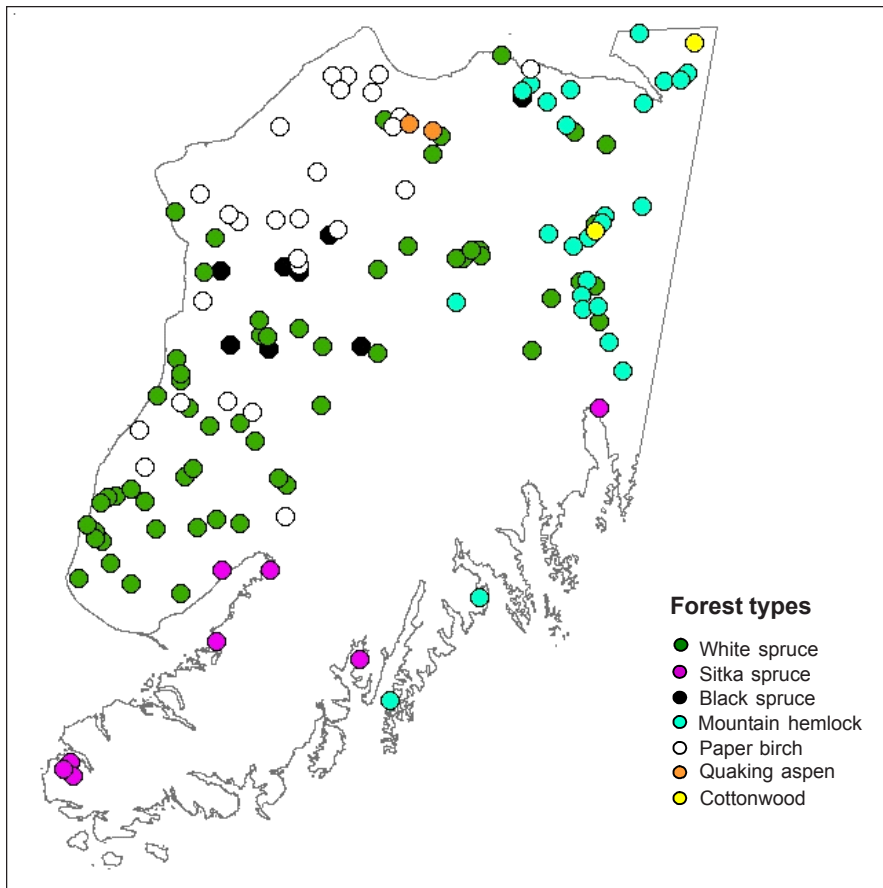 Forest types
White spruce
Sitka spruce
Black spruce
Mountain hemlock
Paper birch
Quaking aspen
Cottonwood